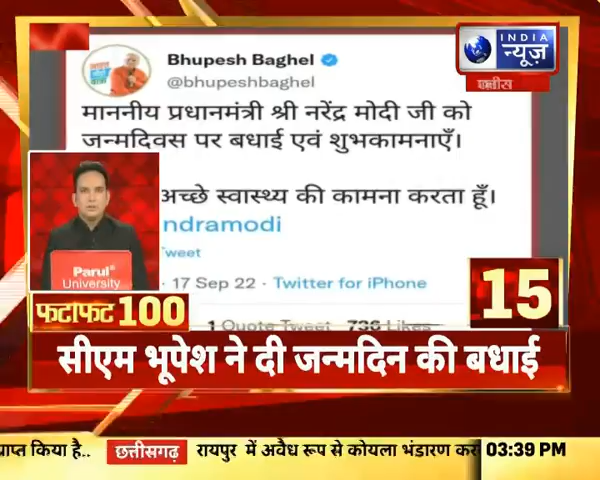 Bhupesh Baghel
@bhupeshbaghel
माननीय प्रधानमंत्री श्री नरेंद्र मोदी जी को
जन्मदिवस पर बधाई एवं शुभकामनाएँ।
अच्छे स्वास्थ्य की कामना करता हूँ।
ndramodi
Tweet
· 17 Sep 22 · Twitter for iPhone
1 Quote Tweet 736 Likes
INDIA
न्यूज़
Parul
University
फटाफट 100
15
सीएम भूपेश ने दी जन्मदिन की बधाई
प्राप्त किया है.. छत्तीसगढ़ रायपुर में अवैध रूप से कोयला भंडारण कर 03:39 PM